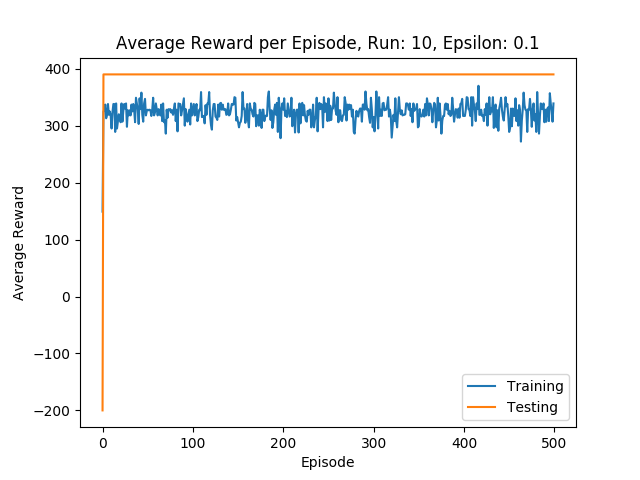 Average Reward per Episode, Run: 10, Epsilon: 0.1
Average Reward
400
300
200
100
0
−100
−200
0 100 200 300 400 500
Episode
Training
Testing